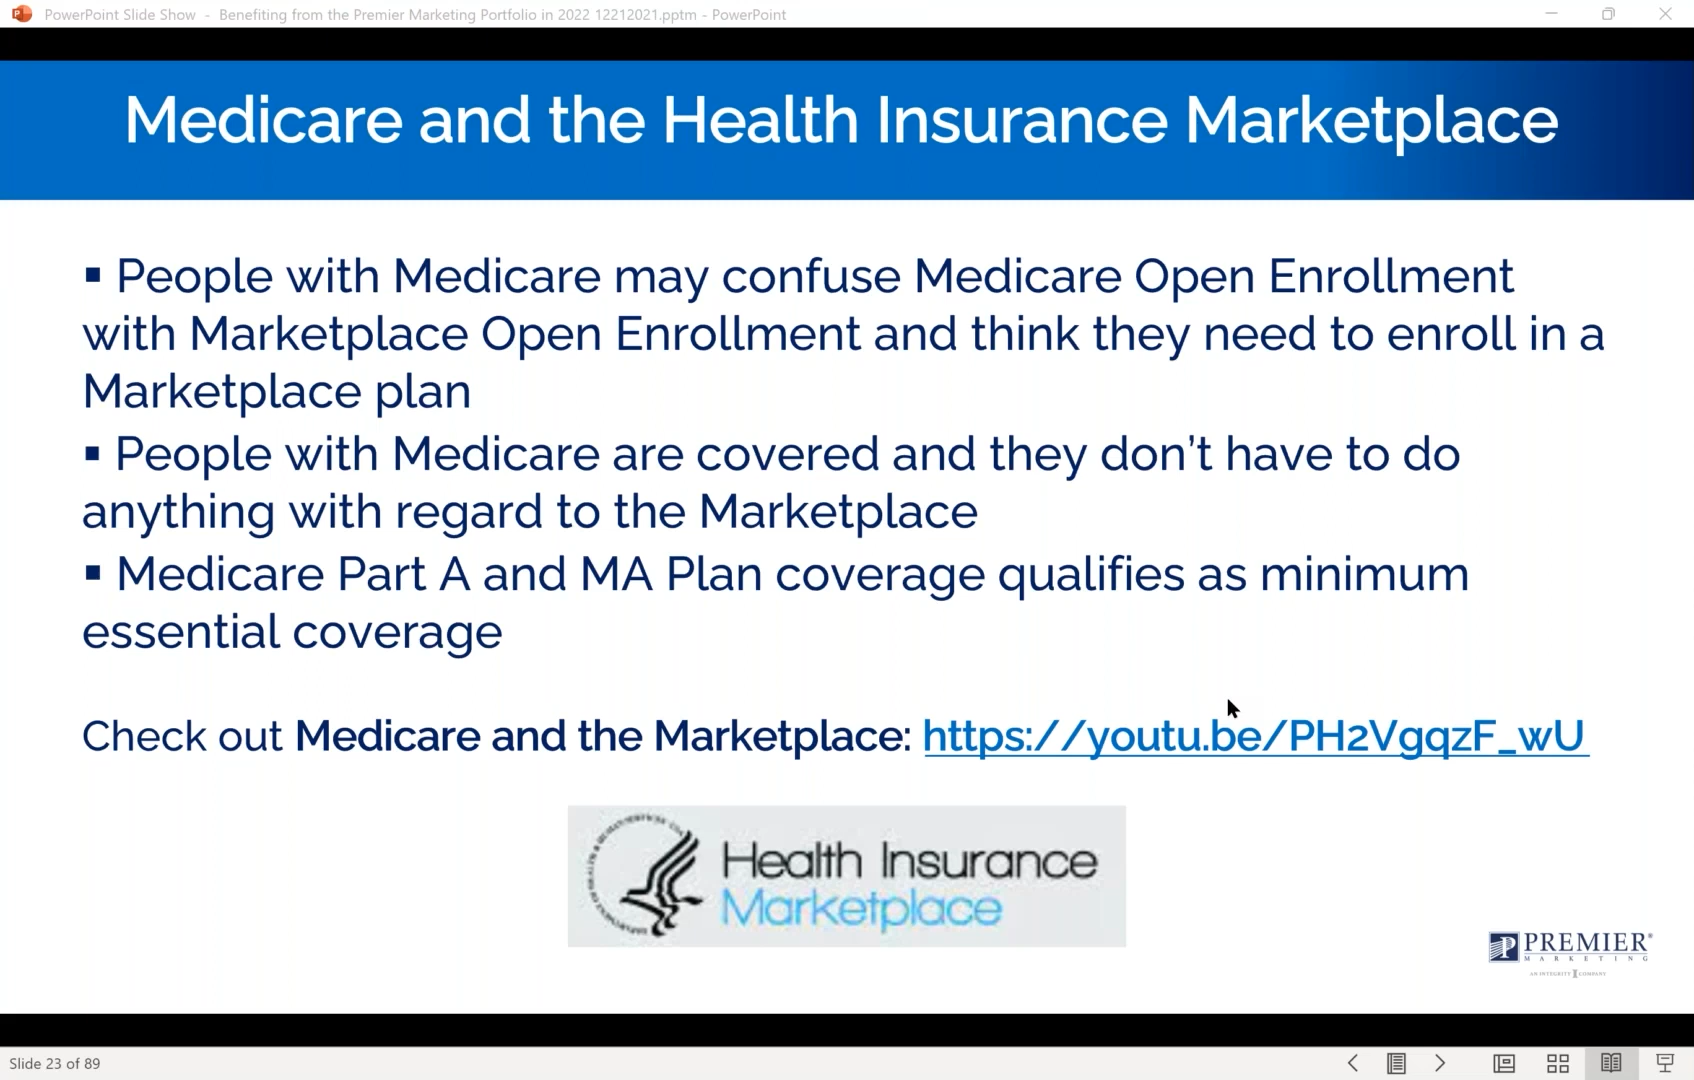 PowerPoint Slide Show - Benefiting from the Premier Marketing Portfolio in 2022 12212021.pptm - PowerPoint
Medicare and the Health Insurance Marketplace
▪ People with Medicare may confuse Medicare Open Enrollment
with Marketplace Open Enrollment and think they need to enroll in a
Marketplace plan
▪ People with Medicare are covered and they don’t have to do
anything with regard to the Marketplace
▪ Medicare Part A and MA Plan coverage qualifies as minimum
essential coverage
Check out Medicare and the Marketplace: https://youtu.be/PH2VgqzF_wU
Health Insurance
Marketplace
PREMIER®
MARKETING
AN INTEGRITY COMPANY
Slide 23 of 89